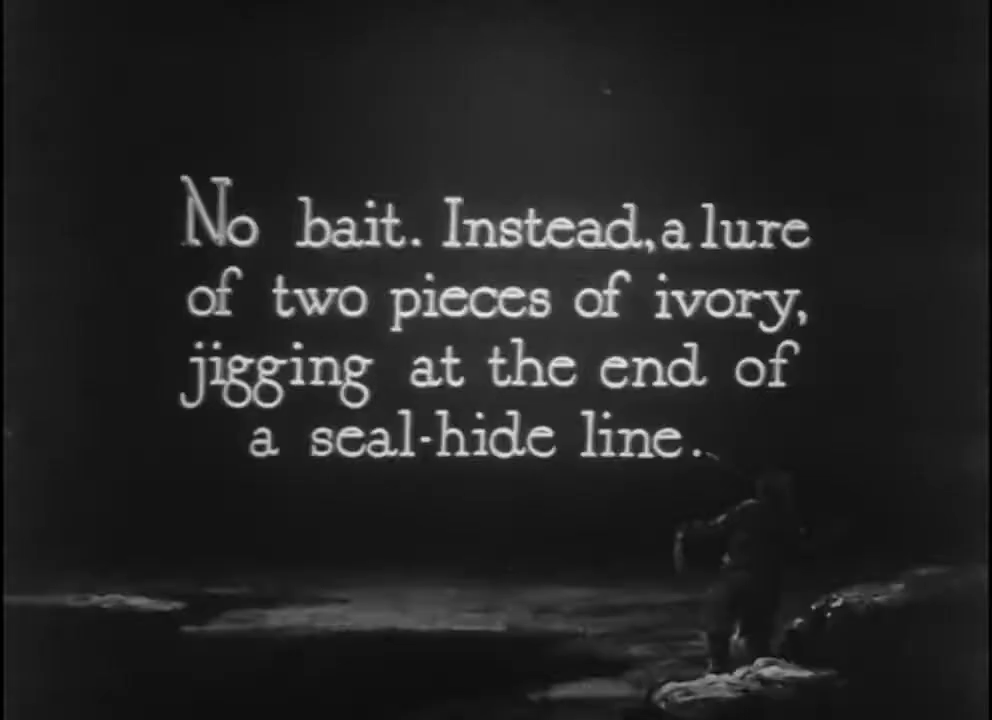 No bait. Instead, a lure
of two pieces of ivory,
jigging at the end of
a seal-hide line.